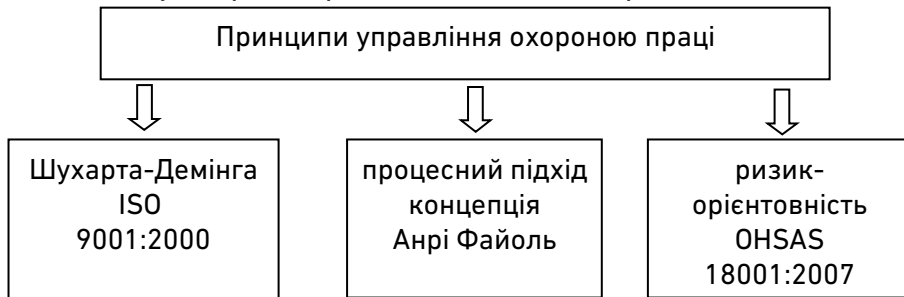 Принципи управління охороною праці
Шухарта-Демінга
ISO
9001:2000
процесний підхід
концепція
Анрі Файоль
ризик-
орієнтовність
OHSAS
18001:2007